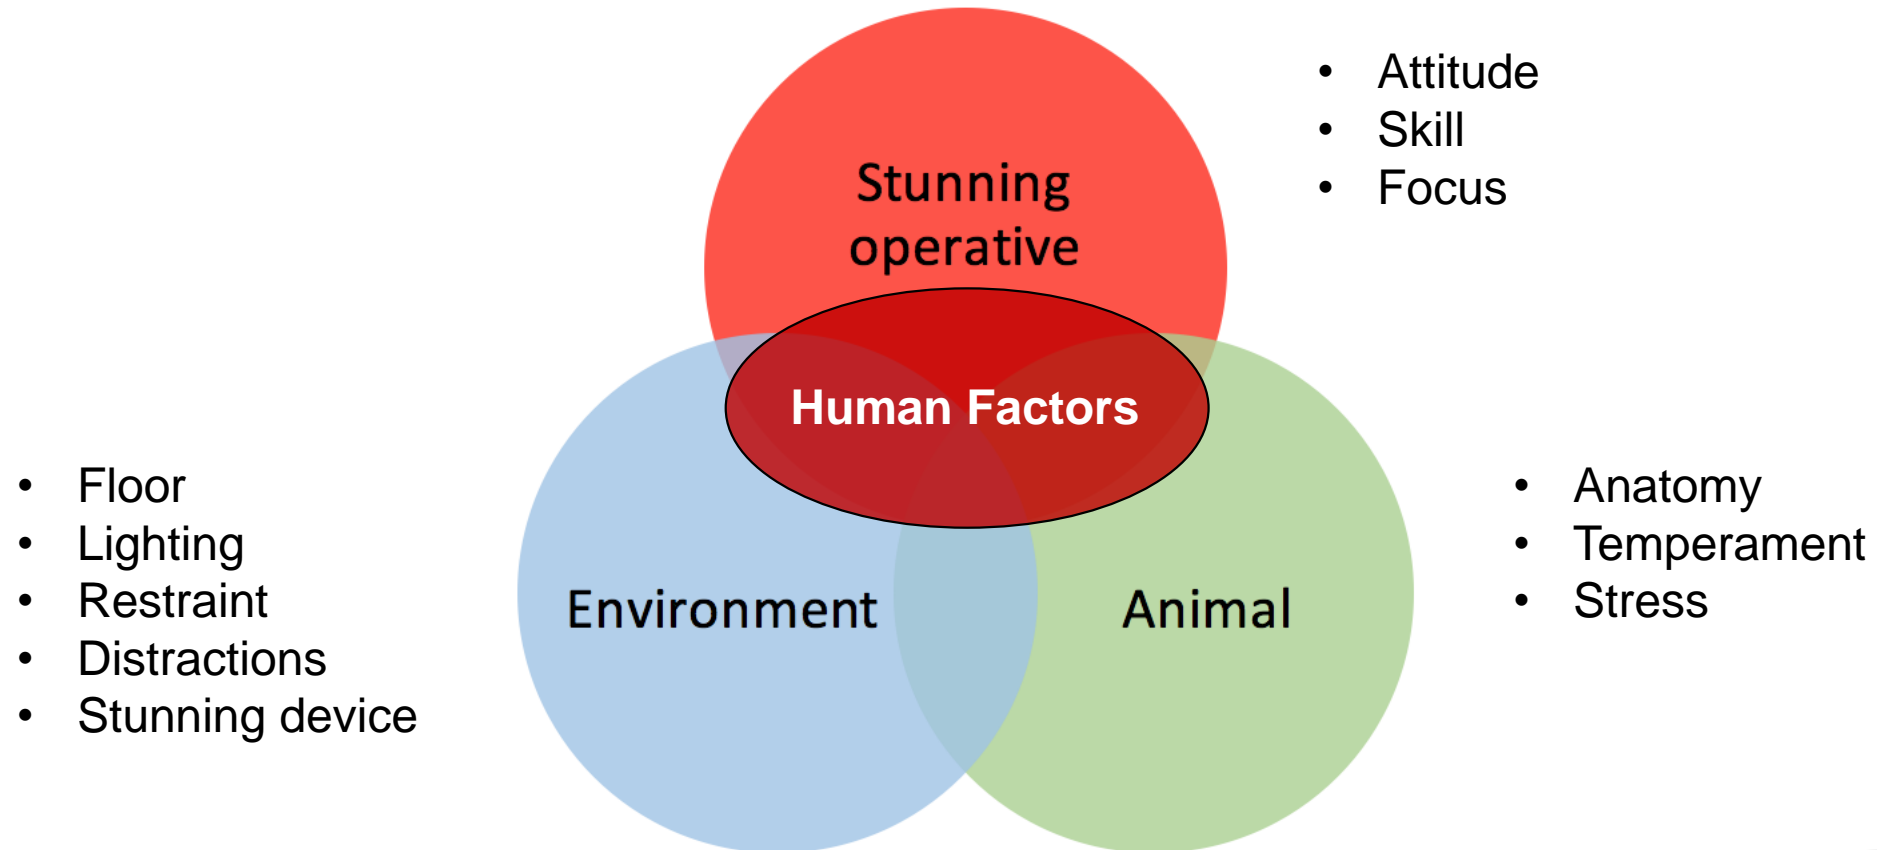 • Attitude
• Skill
• Focus
Stunning
operative
Human Factors
• Floor
• Lighting
• Restraint
• Distractions
• Stunning device
Environment
Animal
• Anatomy
• Temperament
• Stress